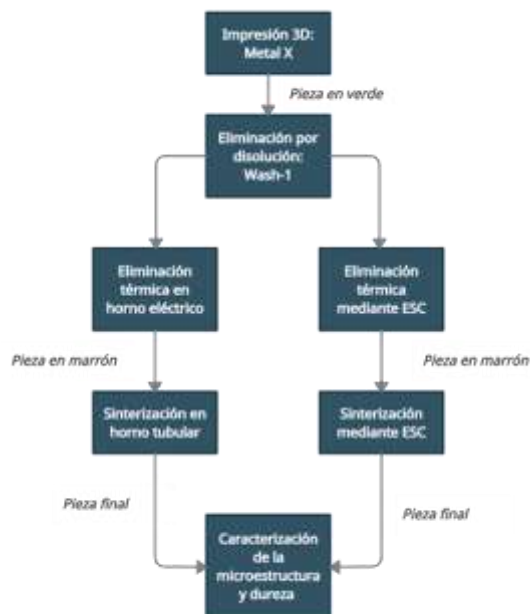 Impresión 3D:
Metal X
Pieza en verde
Eliminación por
disolución:
Wash-1
Eliminación
térmica en
horno eléctrico
Eliminación
térmica
mediante ESC
Pieza en marrón
Pieza en marrón
Sinterización en
horno tubular
Sinterización
mediante ESC
Pieza final
Pieza final
Caracterización
de la
microestructura
y dureza